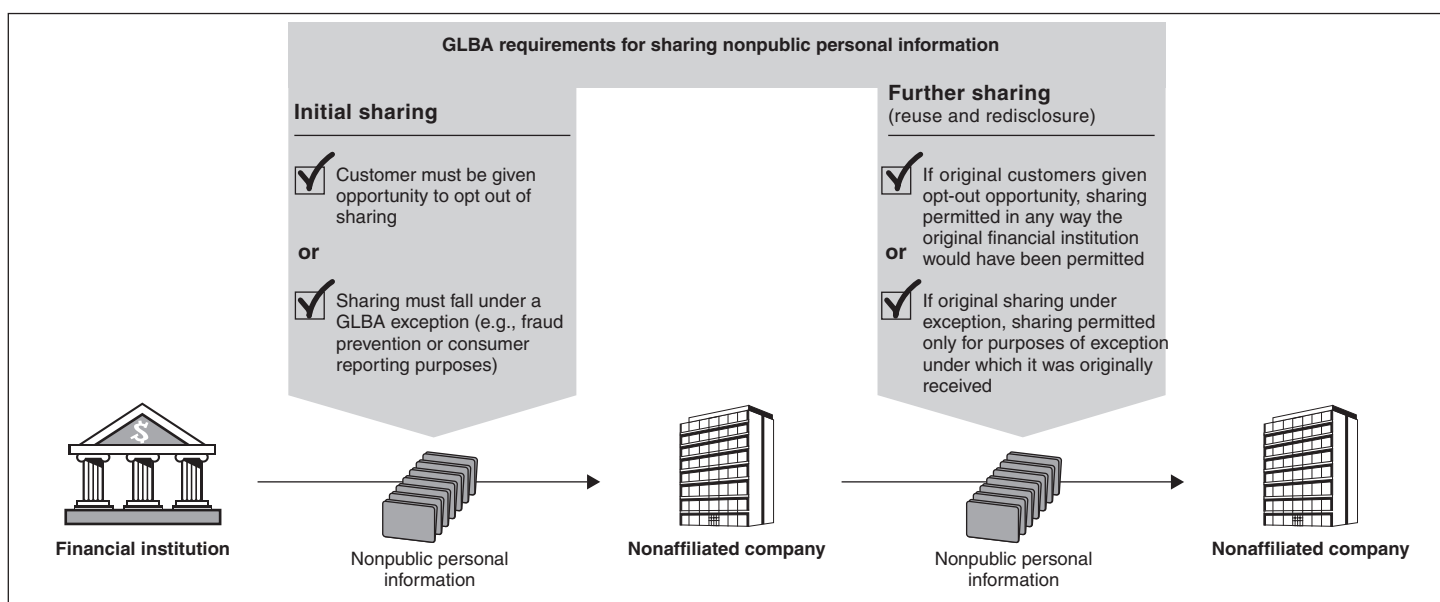 GLBA requirements for sharing nonpublic personal information
Initial sharing
Customer must be given
opportunity to opt out of
sharing
or
Sharing must fall under a
GLBA exception (e.g., fraud
prevention or consumer
reporting purposes)
Further sharing
(reuse and redisclosure)
If original customers given
opt-out opportunity, sharing
permitted in any way the
original financial institution
would have been permitted
or
If original sharing under
exception, sharing permitted
only for purposes of exception
under which it was originally
received
$
Financial institution
Nonpublic personal
information
Nonaffiliated company
Nonpublic personal
information
Nonaffiliated company